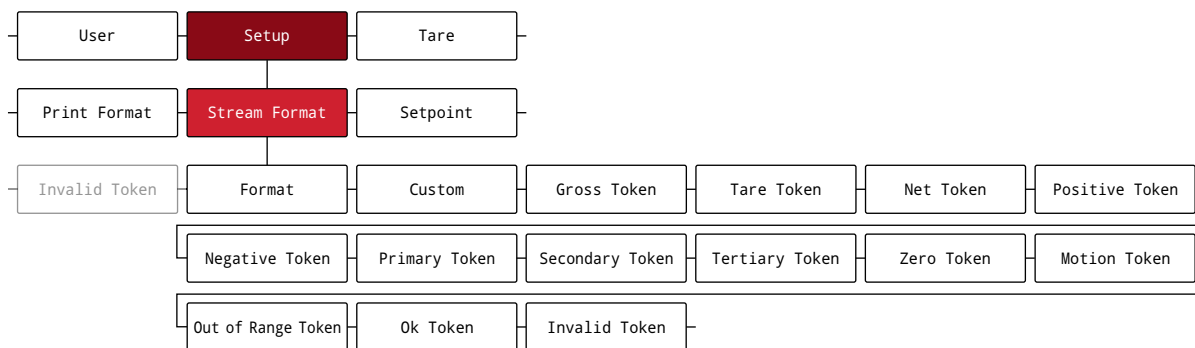 User Setup Tare
Print Format Stream Format Setpoint
Invalid Token Format Custom Gross Token Tare Token Net Token Positive Token
Negative Token Primary Token Secondary Token Tertiary Token Zero Token Motion Token
Out of Range Token Ok Token Invalid Token